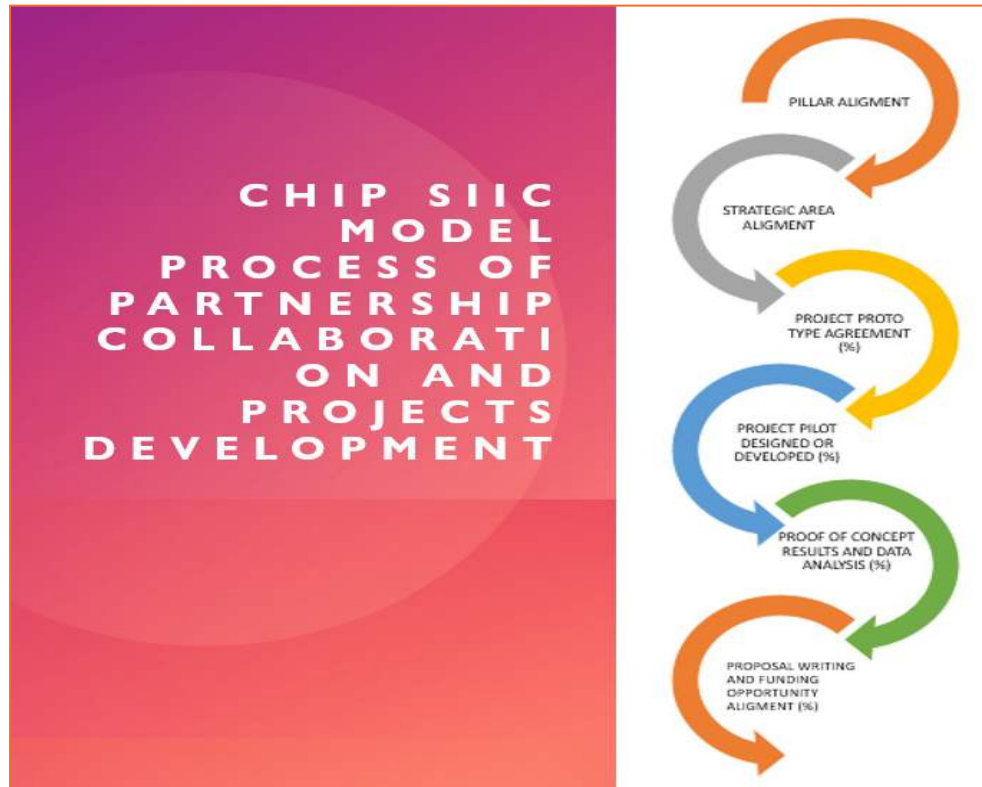 CHIP SIIC
MODEL
PROCESS OF
PARTNERSHIP
COLLABORATI
ON AND
PROJECTS
DEVELOPMENT
PILLAR ALIGMENT
STRATEGIC AREA
ALIGMENT
PROJECT PROTO
TYPE AGREEMENT
(%)
PROJECT PILOT
DESIGNED OR
DEVELOPED (%)
PROOF OF CONCEPT
RESULTS AND DATA
ANALYSIS (%)
PROPOSAL WRITING
AND FUNDING
OPPORTUNITY
ALIGMENT (%)